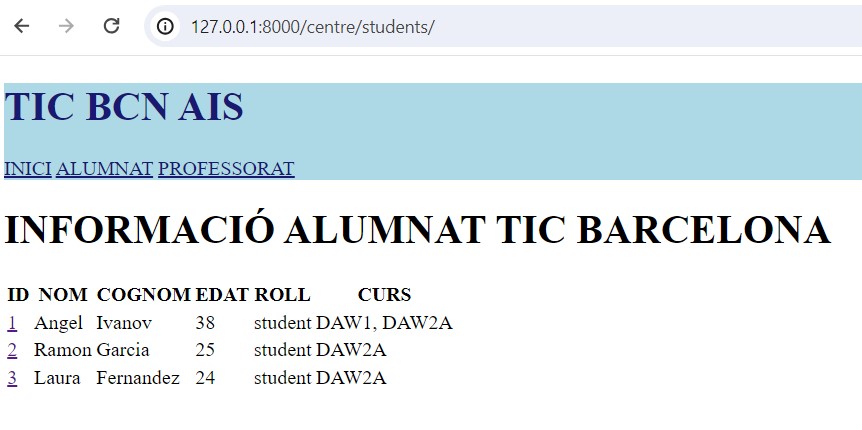 127.0.0.1:8000/centre/students/
TIC BCN AIS
INICI ALUMNAT PROFESSORAT
INFORMACIÓ ALUMNAT TIC BARCELONA
ID NOM COGNOM EDAT ROLL CURS
1 Angel Ivanov 38 student DAW1, DAW2A
2 Ramon Garcia 25 student DAW2A
3 Laura Fernandez 24 student DAW2A